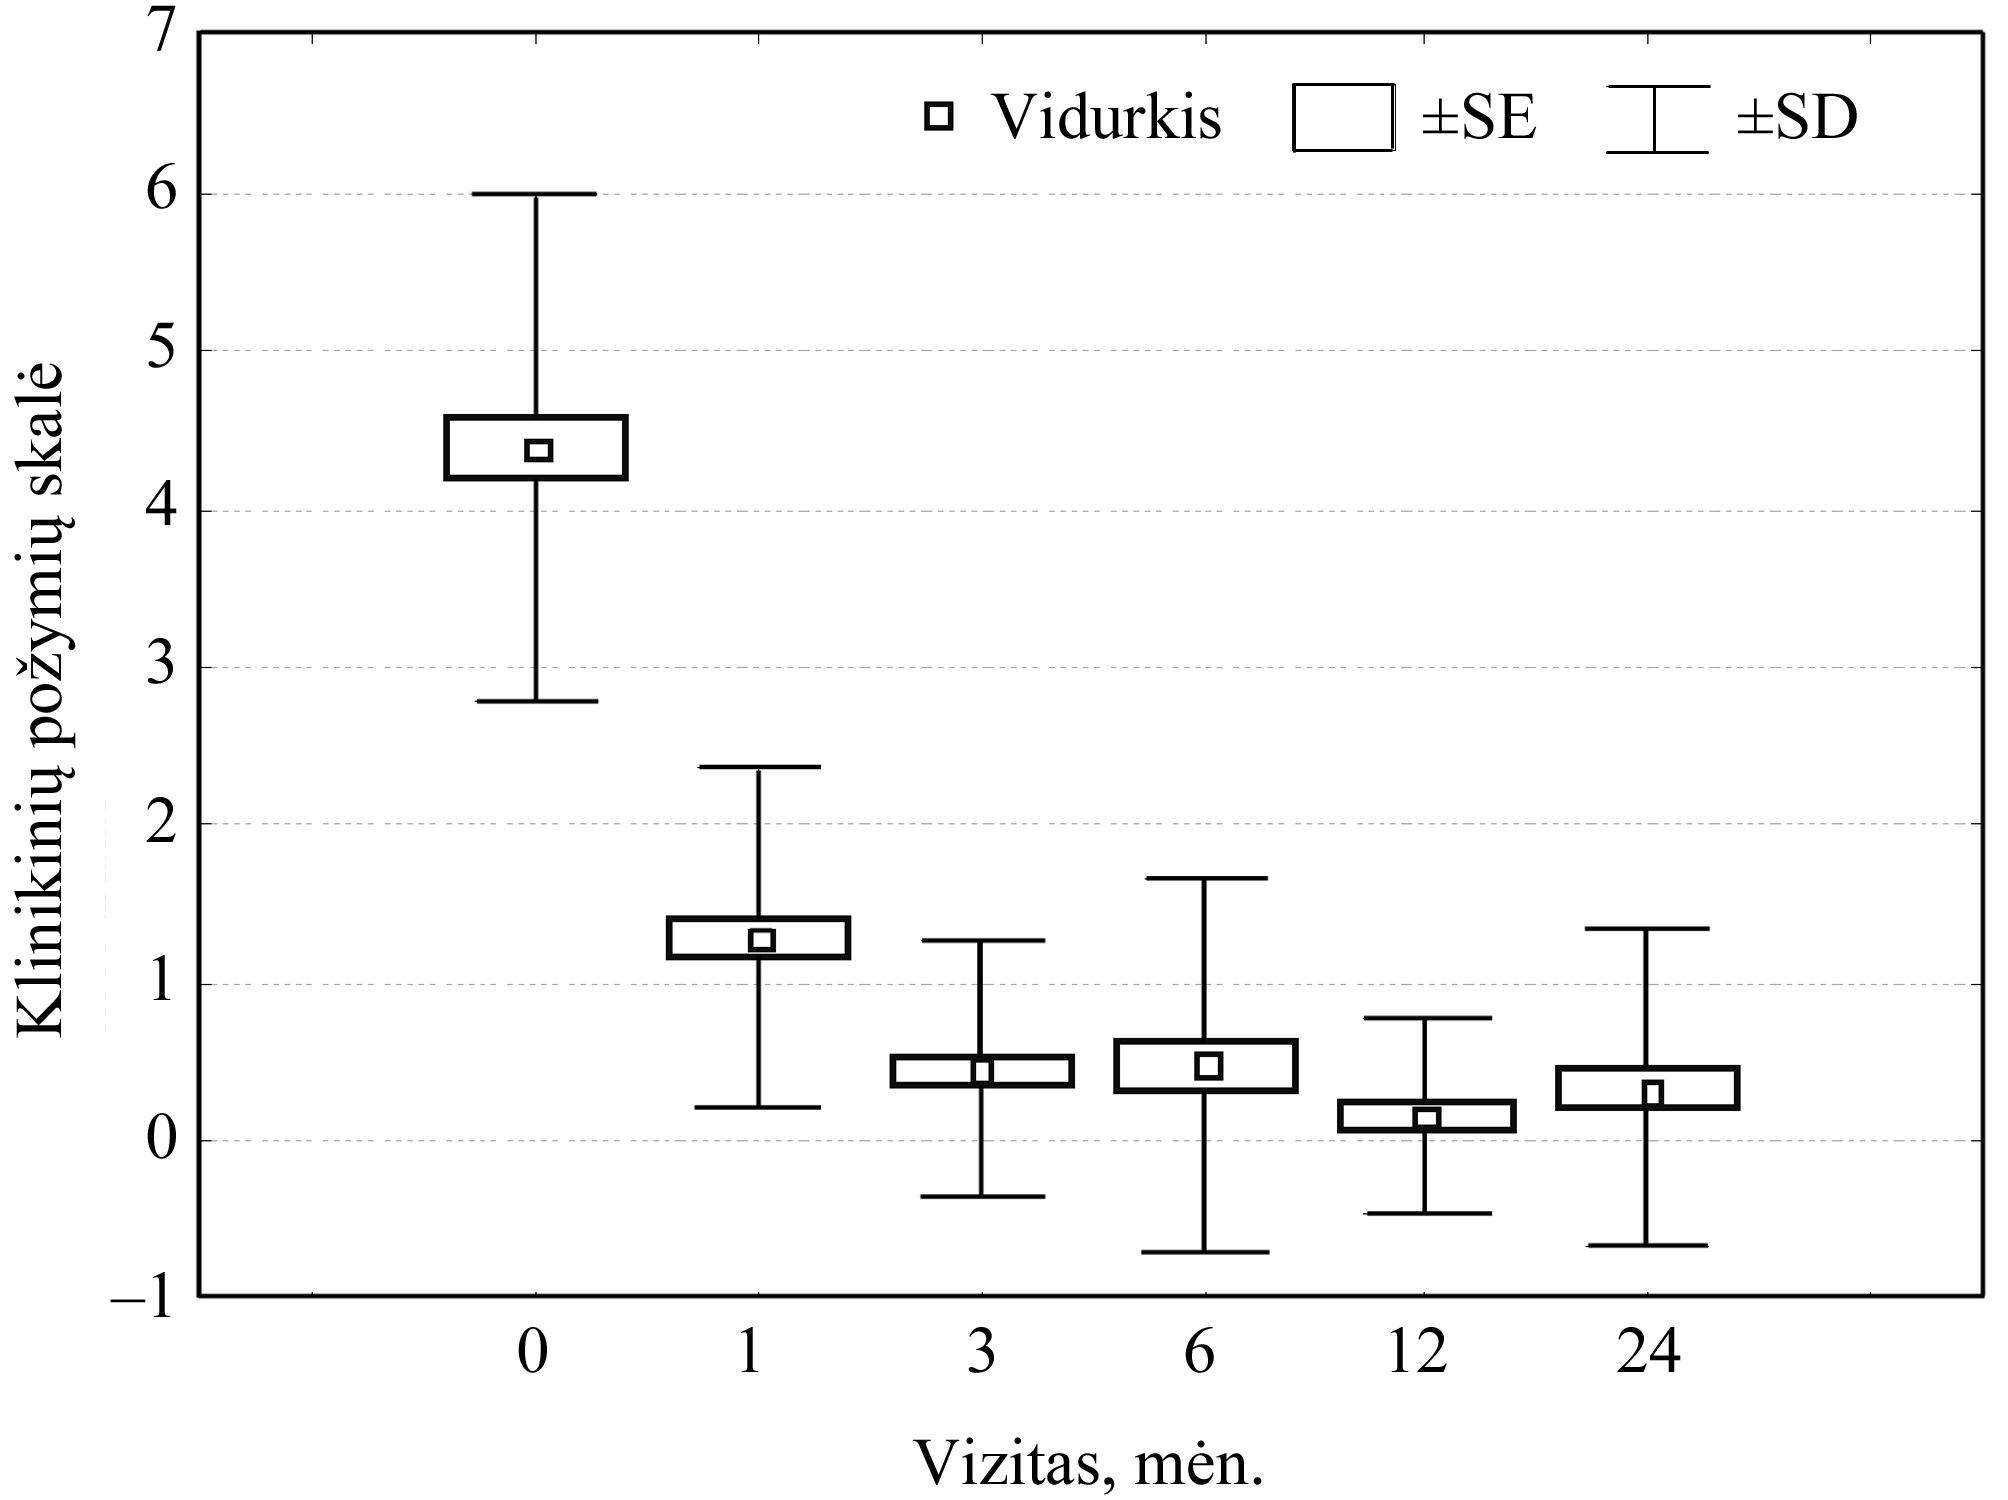 7
Vidurkis ±SE ±SD
6
5
4
3
2
1
0
−1
Klinikinių požymių skalė
0 1 3 6 12 24
Vizitas, mėn.